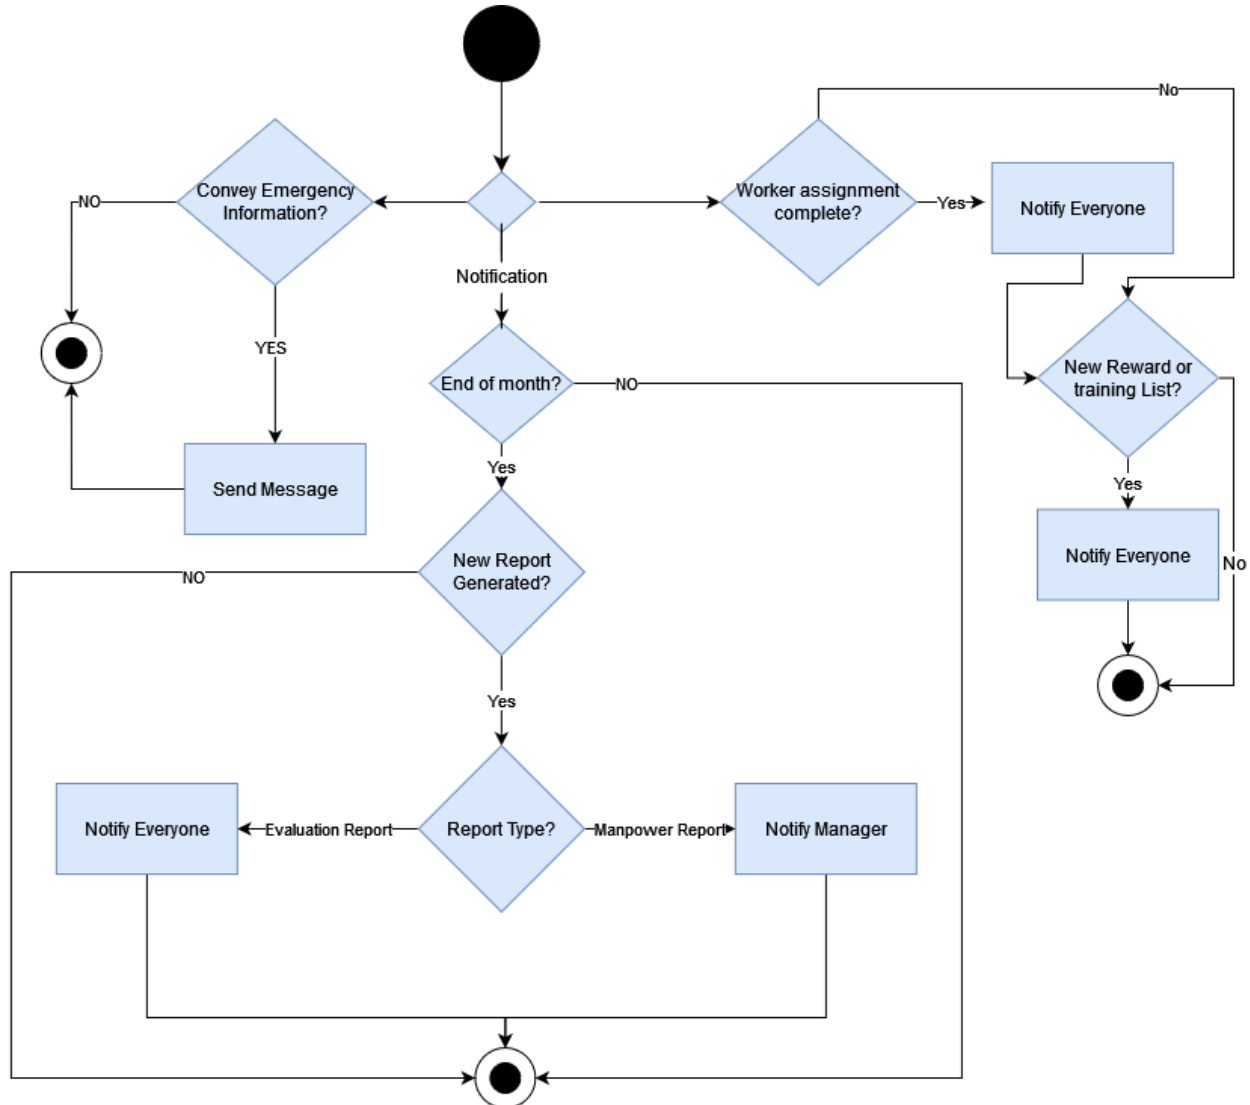 No
Convey Emergency
Information?
NO
Worker assignment
complete?
Yes
Notify Everyone
Notification
YES
End of month?
NO
New Reward or
training List?
Yes
Send Message
Yes
New Report
Generated?
NO
Notify Everyone
No
Yes
Notify Everyone
Evaluation Report
Report Type?
Manpower Report
Notify Manager